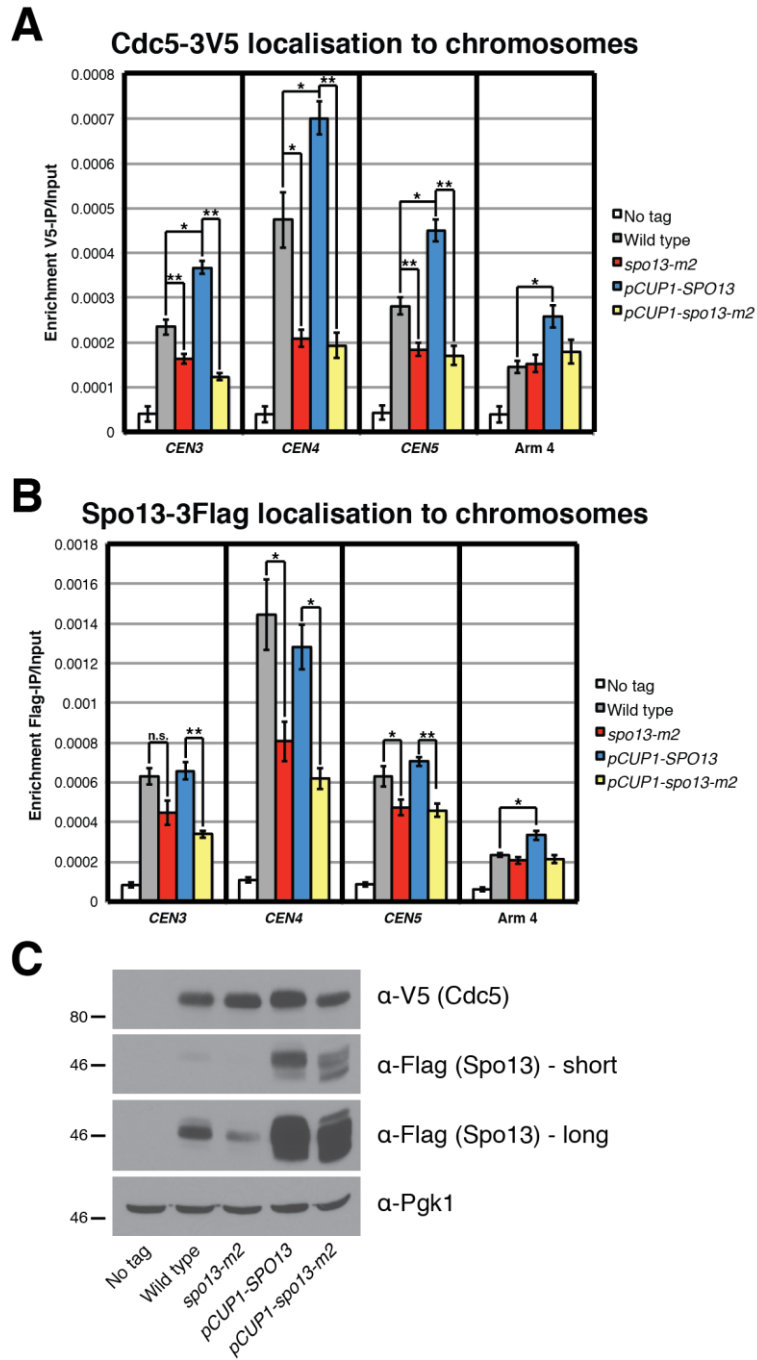 A
Cdc5-3V5 localisation to chromosomes
Enrichment V5-IP/Input
0.0008
0.0007
0.0006
0.0005
0.0004
0.0003
0.0002
0.0001
0
** * **
* * **
** * **
*
CEN3 CEN4 CEN5 Arm 4
No tag
Wild type
spo13-m2
pCUP1-SPO13
pCUP1-spo13-m2
B
Spo13-3Flag localisation to chromosomes
Enrichment Flag-IP/Input
0.0018
0.0016
0.0014
0.0012
0.001
0.0008
0.0006
0.0004
0.0002
0
n.s. **
* *
* **
*
CEN3 CEN4 CEN5 Arm 4
No tag
Wild type
spo13-m2
pCUP1-SPO13
pCUP1-spo13-m2
C
80
α-V5 (Cdc5)
46
α-Flag (Spo13) - short
46
α-Flag (Spo13) - long
46
α-Pgk1
No tag
Wild type
spo13-m2
pCUP1-SPO13
pCUP1-spo13-m2